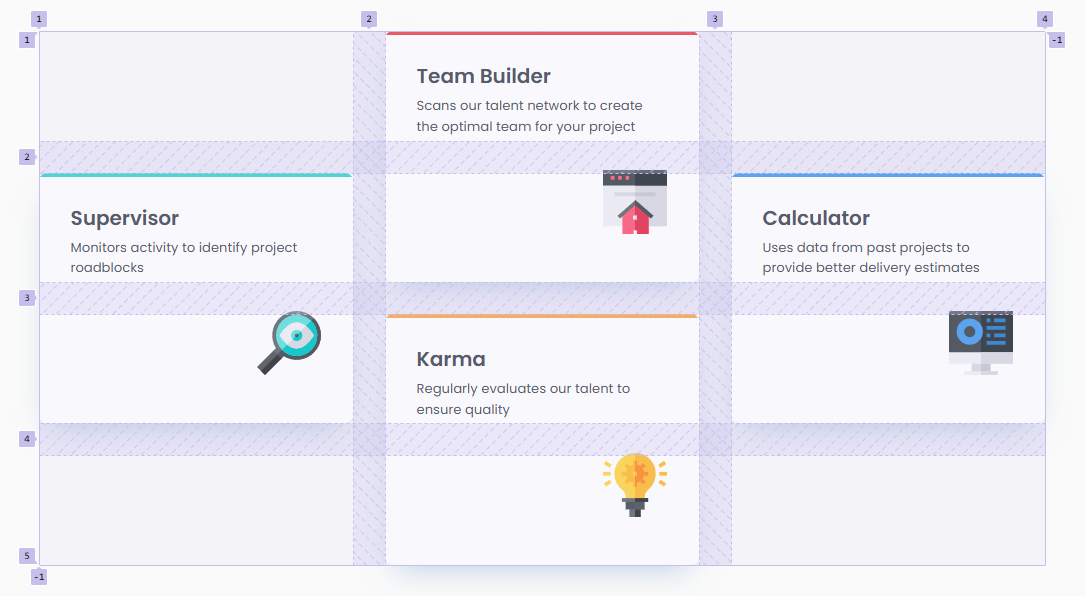 1
2
3
4
1
-1
Team Builder
Scans our talent network to create
the optimal team for your project
2
Supervisor
Monitors activity to identify project
roadblocks
Calculator
Uses data from past projects to
provide better delivery estimates
3
Karma
Regularly evaluates our talent to
ensure quality
4
5
-1